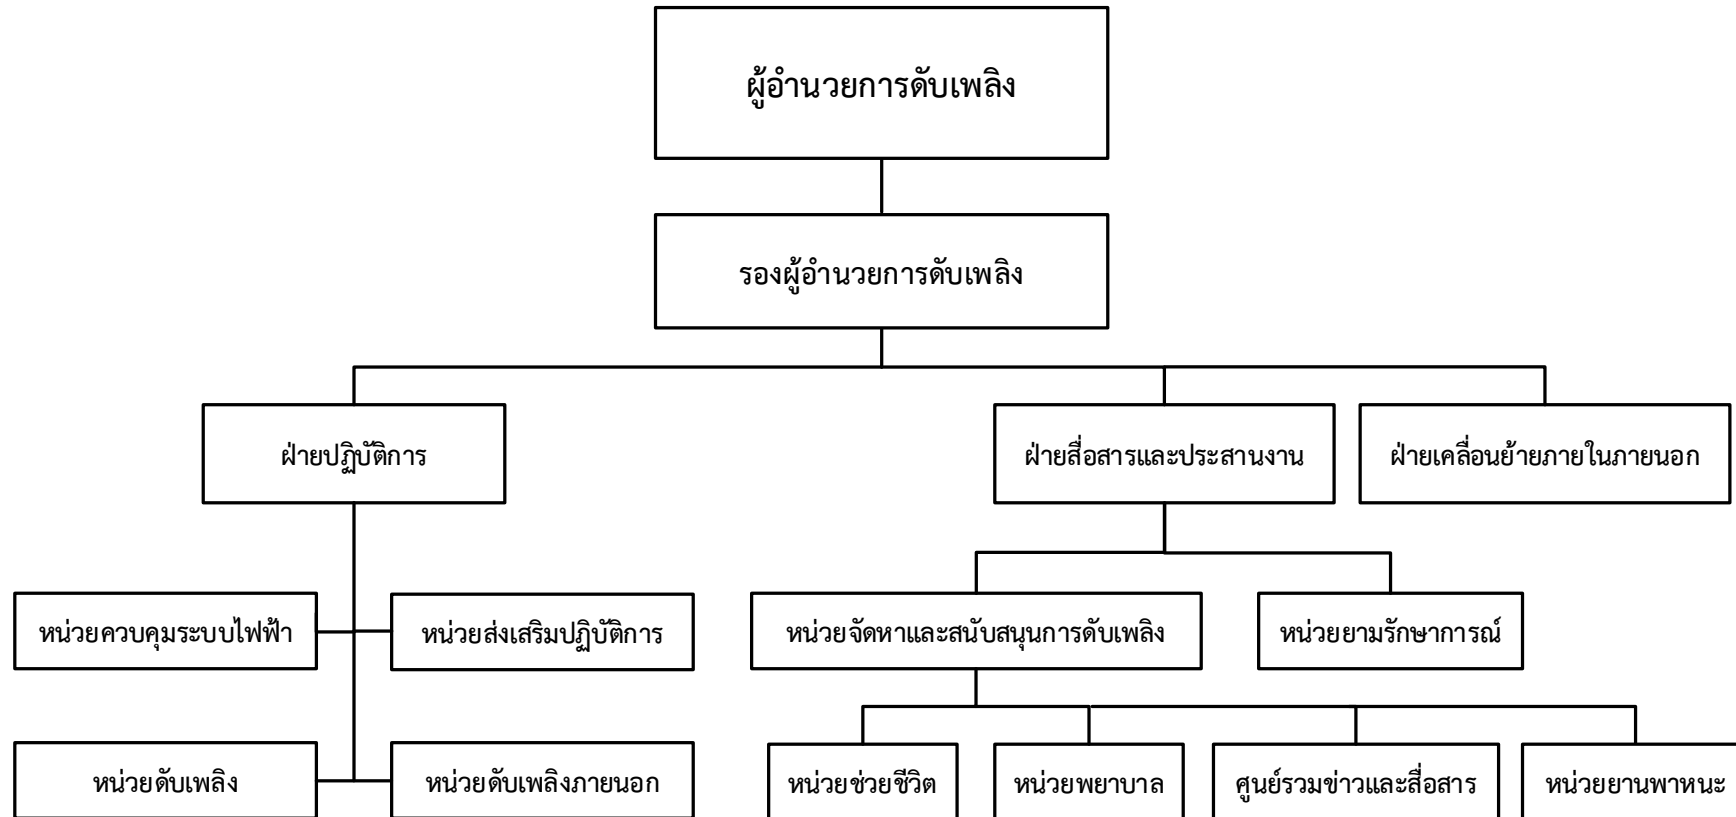 ผู้อำนวยการดับเพลิง
รองผู้อำนวยการดับเพลิง
ฝ่ายปฏิบัติการ
ฝ่ายสื่อสารและประสานงาน
ฝ่ายเคลื่อนย้ายภายในภายนอก
หน่วยควบคุมระบบไฟฟ้า
หน่วยส่งเสริมปฏิบัติการ
หน่วยจัดหาและสนับสนุนการดับเพลิง
หน่วยยามรักษาการณ์
หน่วยดับเพลิง
หน่วยดับเพลิงภายนอก
หน่วยช่วยชีวิต
หน่วยพยาบาล
ศูนย์รวมข่าวและสื่อสาร
หน่วยยานพาหนะ